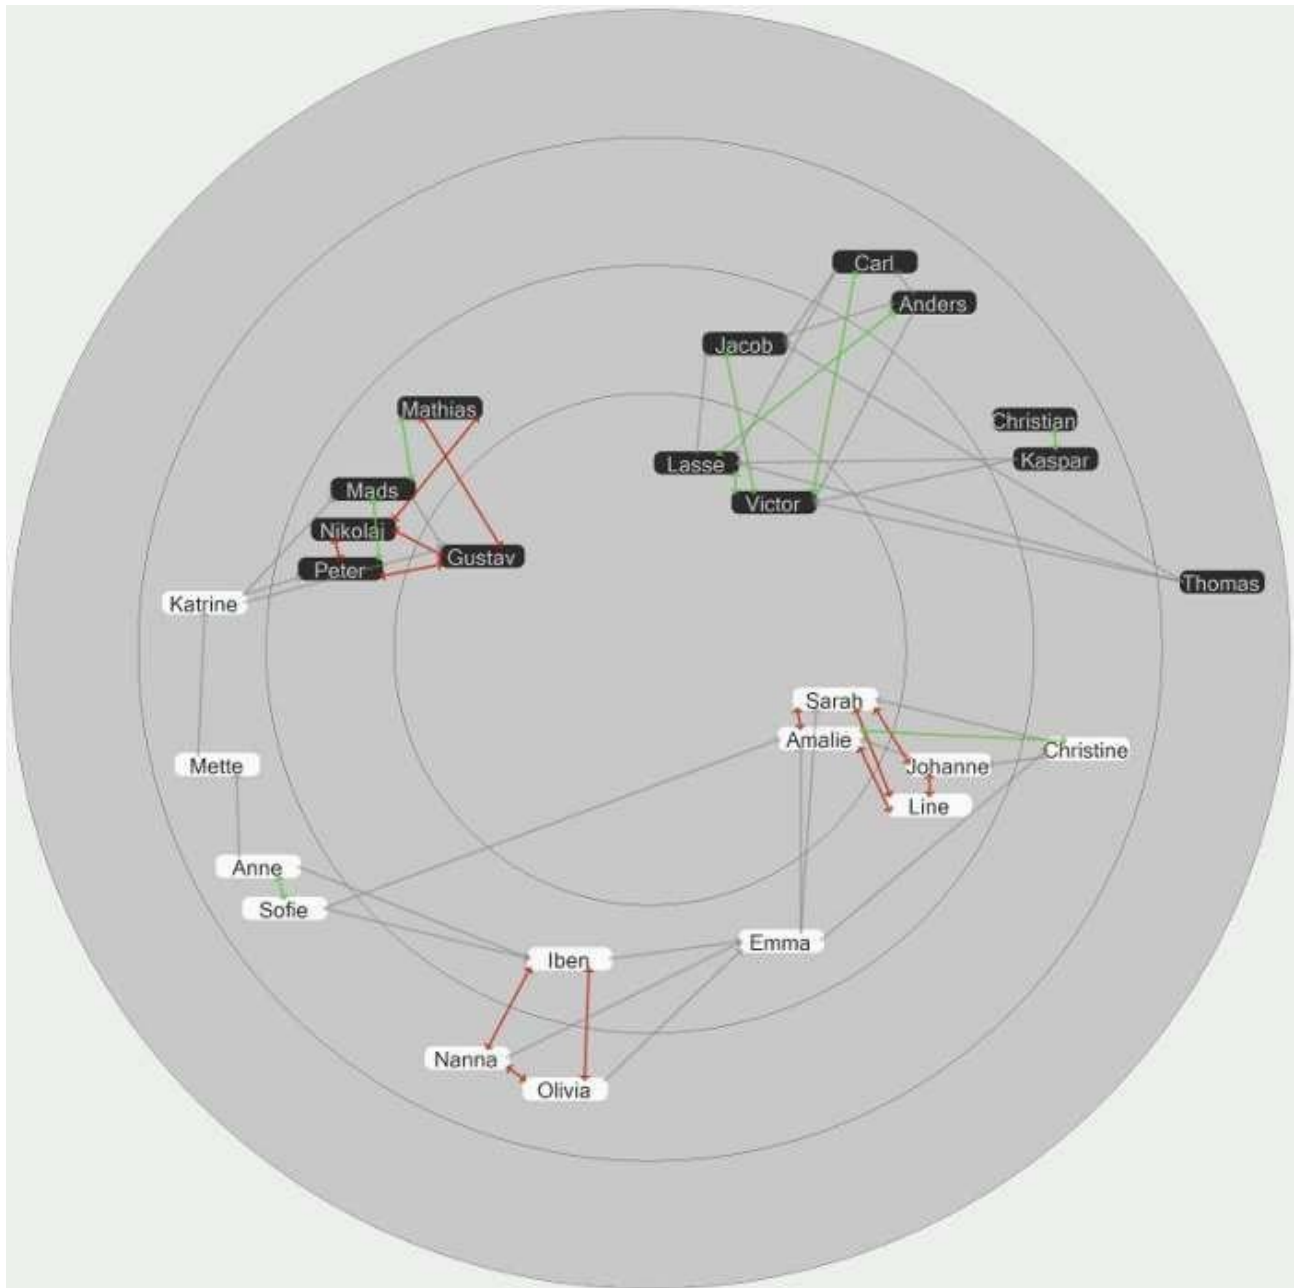 Carl
Anders
Jacob
Mathias
Christian
Kaspar
Lasse
Mads
Victor
Nikolaj
Gustav
Peter
Thomas
Katrine
Sarah
Amalie
Christine
Mette
Johanne
Line
Anne
Sofie
Emma
Iben
Nanna
Olivia